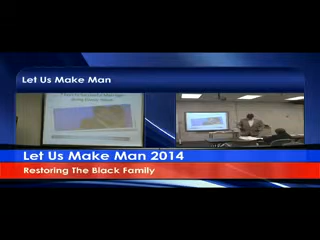 Let Us Make Man
Let Us Make Man 2014
Restoring The Black Family